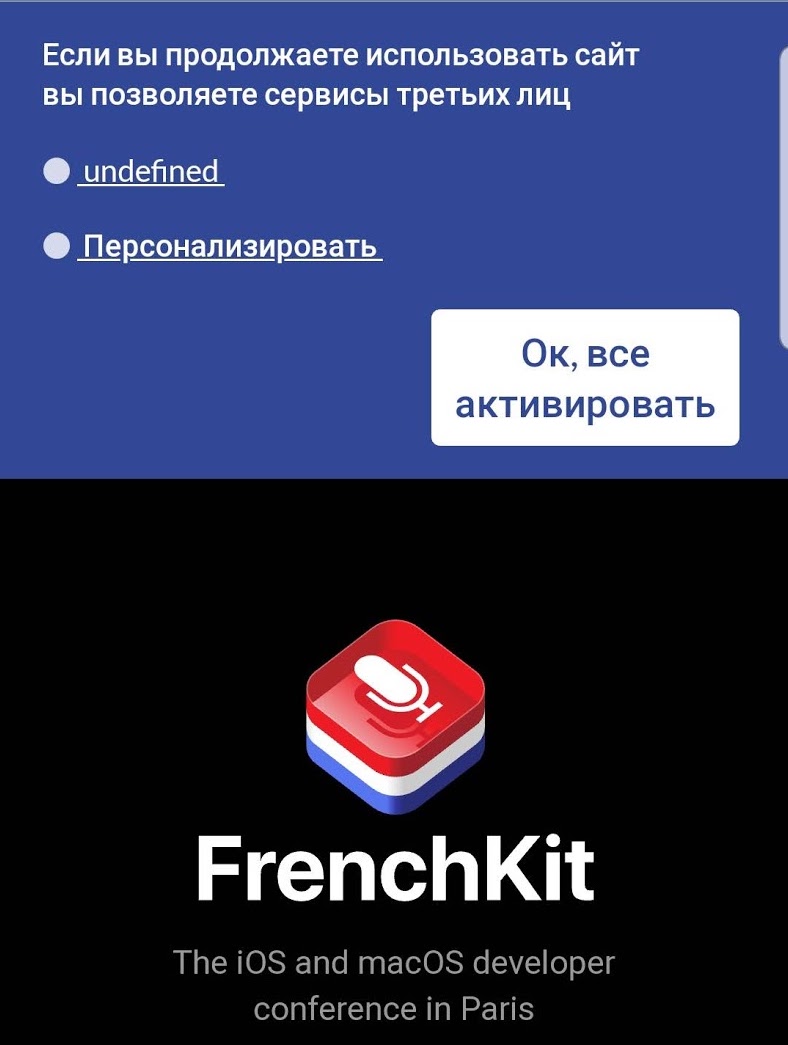 Если вы продолжаете использовать сайт
вы позволяете сервисы третьих лиц
undefined
Персонализировать
Ок, все
активировать
FrenchKit
The iOS and macOS developer
conference in Paris